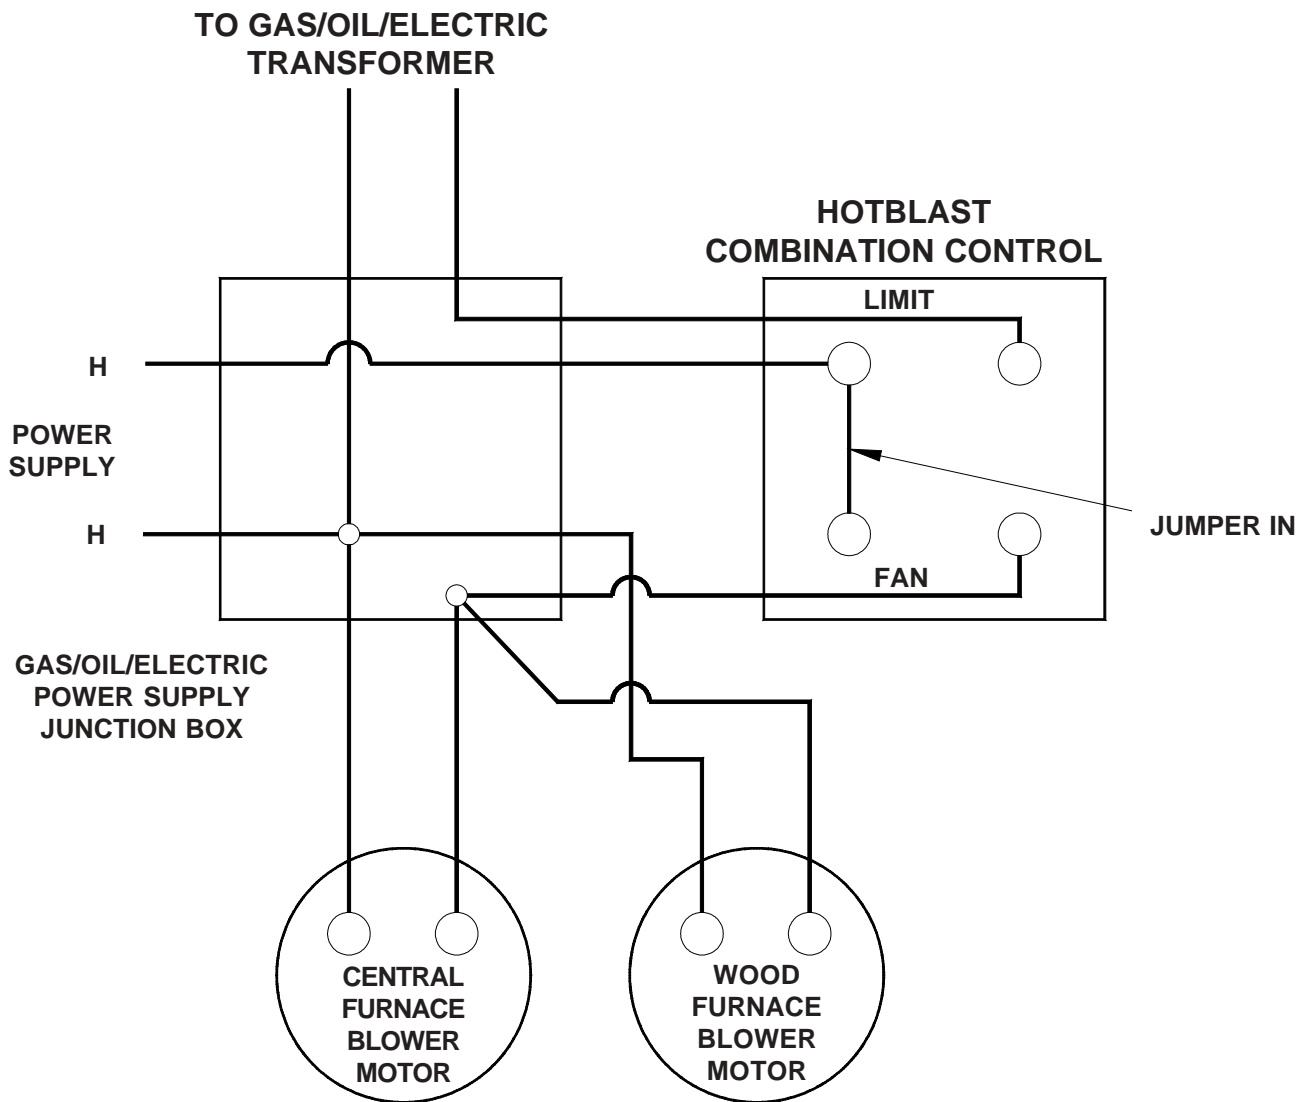 TO GAS/OIL/ELECTRIC
TRANSFORMER
HOTBLAST
COMBINATION CONTROL
LIMIT
H
POWER
SUPPLY
H
JUMPER IN
FAN
GAS/OIL/ELECTRIC
POWER SUPPLY
JUNCTION BOX
CENTRAL
FURNACE
BLOWER
MOTOR
WOOD
FURNACE
BLOWER
MOTOR